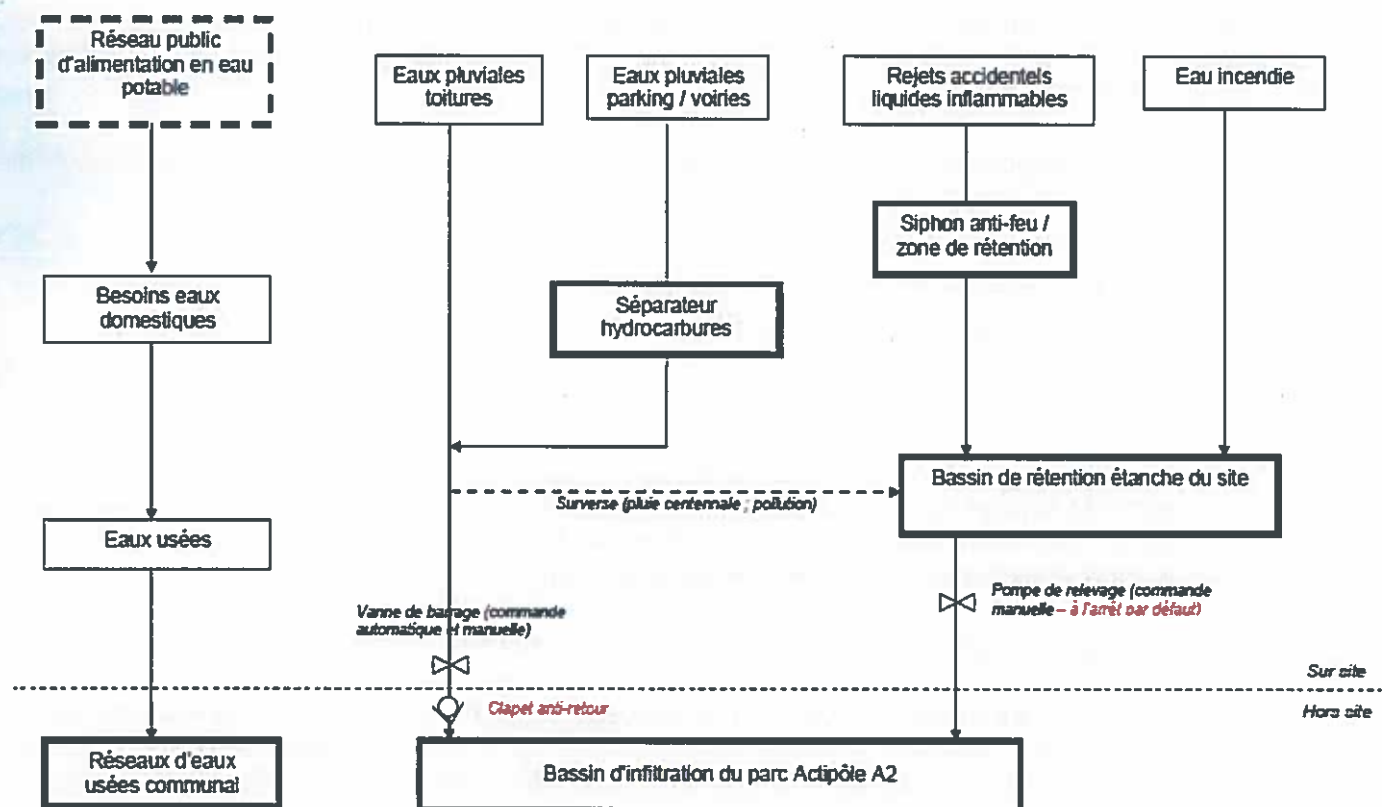 Réseau public
d'alimentation en eau
potable
Eaux pluviales
toitures
Eaux pluviales
parking / voiries
Rejets accidentels
liquides inflammables
Eau incendie
Siphon anti-feu /
zone de rétention
Besoins eaux
domestiques
Séparateur
hydrocarbures
Bassin de rétention étanche du site
Surverse (pluie centennale ; pollution)
Eaux usées
Vanne de barrage (commande
automatique et manuelle)
Pompe de relevage (commande
manuelle – à l'arrêt par défaut)
Sur site
Clapet anti-retour
Hors site
Réseaux d'eaux
usées communal
Bassin d'infiltration du parc Actipôle A2